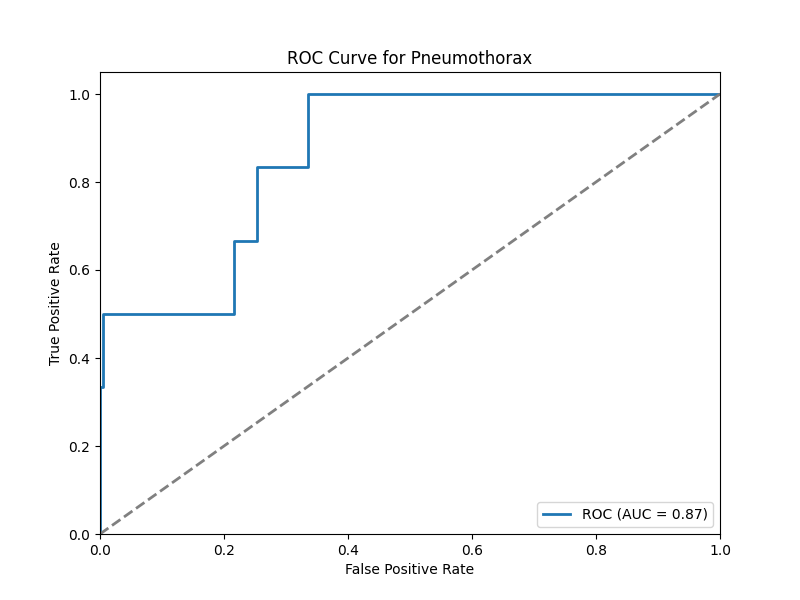 ROC Curve for Pneumothorax
True Positive Rate
1.0
0.8
0.6
0.4
0.2
0.0
0.0 0.2 0.4 0.6 0.8 1.0
False Positive Rate
ROC (AUC = 0.87)